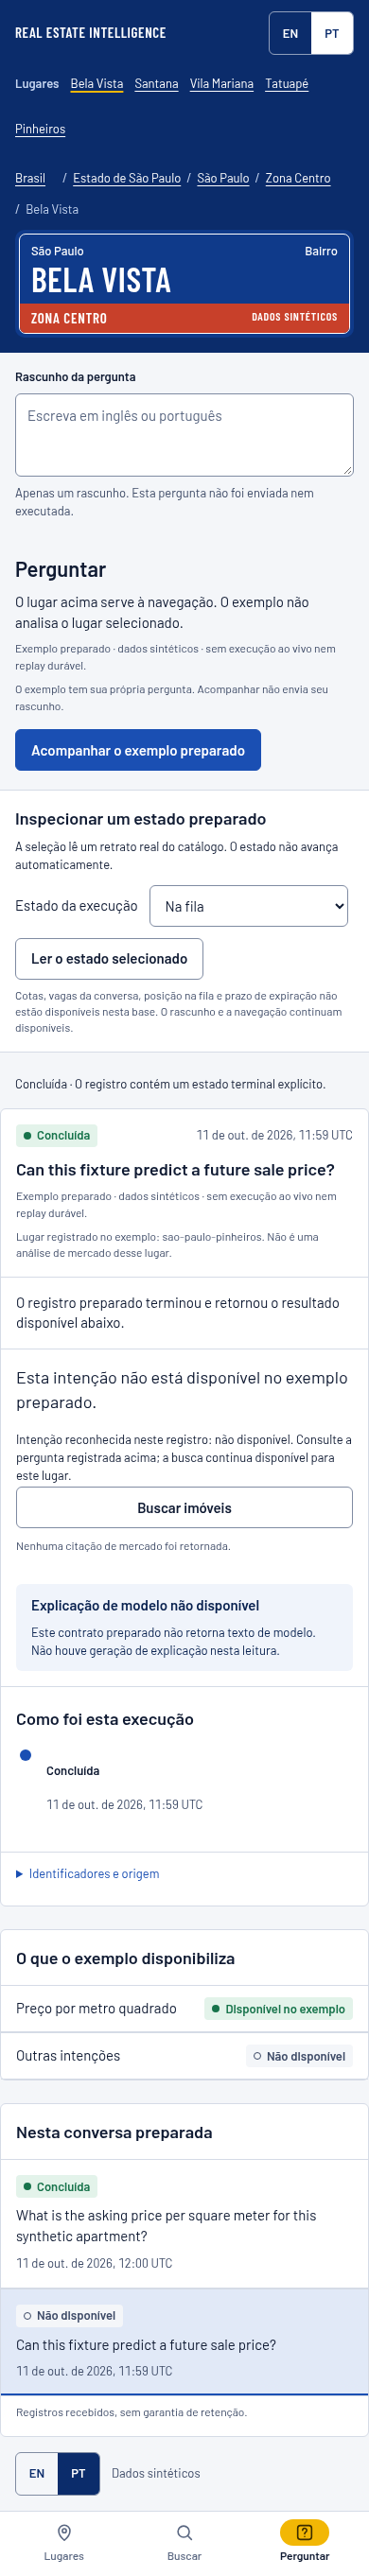 REAL ESTATE INTELLIGENCE
EN PT
Lugares Bela Vista Santana Vila Mariana Tatuapé
Pinheiros
Brasil / Estado de São Paulo / São Paulo / Zona Centro
/ Bela Vista
São Paulo Bairro
BELA VISTA
ZONA CENTRO DADOS SINTÉTICOS
Rascunho da pergunta
Escreva em inglês ou português
Apenas um rascunho. Esta pergunta não foi enviada nem
executada.
Perguntar
O lugar acima serve à navegação. O exemplo não
analisa o lugar selecionado.
Exemplo preparado · dados sintéticos · sem execução ao vivo nem
replay durável.
O exemplo tem sua própria pergunta. Acompanhar não envia seu
rascunho.
Acompanhar o exemplo preparado
Inspecionar um estado preparado
A seleção lê um retrato real do catálogo. O estado não avança
automaticamente.
Estado da execução Na fila
Ler o estado selecionado
Cotas, vagas da conversa, posição na fila e prazo de expiração não
estão disponíveis nesta base. O rascunho e a navegação continuam
disponíveis.
Concluída · O registro contém um estado terminal explícito.
Concluída 11 de out. de 2026, 11:59 UTC
Can this fixture predict a future sale price?
Exemplo preparado · dados sintéticos · sem execução ao vivo nem
replay durável.
Lugar registrado no exemplo: sao-paulo-pinheiros. Não é uma
análise de mercado desse lugar.
O registro preparado terminou e retornou o resultado
disponível abaixo.
Esta intenção não está disponível no exemplo
preparado.
Intenção reconhecida neste registro: não disponível. Consulte a
pergunta registrada acima; a busca continua disponível para
este lugar.
Buscar imóveis
Nenhuma citação de mercado foi retornada.
Explicação de modelo não disponível
Este contrato preparado não retorna texto de modelo.
Não houve geração de explicação nesta leitura.
Como foi esta execução
Concluída
11 de out. de 2026, 11:59 UTC
Identificadores e origem
O que o exemplo disponibiliza
Preço por metro quadrado Disponível no exemplo
Outras intenções Não disponível
Nesta conversa preparada
Concluída
What is the asking price per square meter for this
synthetic apartment?
11 de out. de 2026, 12:00 UTC
Não disponível
Can this fixture predict a future sale price?
11 de out. de 2026, 11:59 UTC
Registros recebidos, sem garantia de retenção.
EN PT Dados sintéticos
Lugares Buscar Perguntar